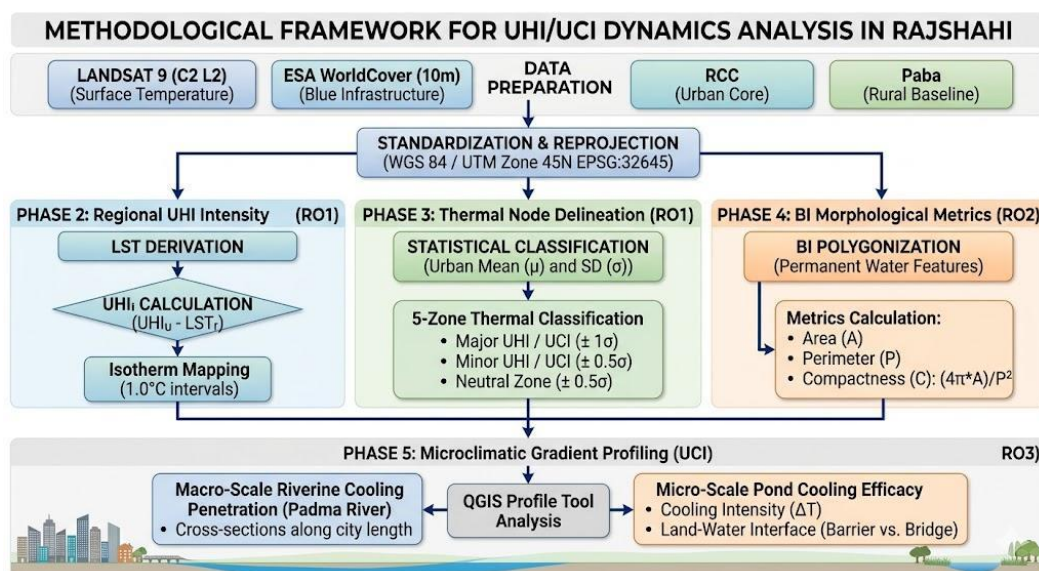 METHODOLOGICAL FRAMEWORK FOR UHI/UCI DYNAMICS ANALYSIS IN RAJSHAHI
LANDSAT 9 (C2 L2)
(Surface Temperature)
ESA WorldCover (10m)
(Blue Infrastructure)
DATA
PREPARATION
RCC
(Urban Core)
Paba
(Rural Baseline)
STANDARDIZATION & REPROJECTION
(WGS 84 / UTM Zone 45N EPSG:32645)
PHASE 2: Regional UHI Intensity (RO1)
LST DERIVATION
UHIᵢ CALCULATION
(UHIᵤ - LSTᵣ)
Isotherm Mapping
(1.0°C intervals)
PHASE 3: Thermal Node Delineation (RO1)
STATISTICAL CLASSIFICATION
(Urban Mean (μ) and SD (σ))
5-Zone Thermal Classification
• Major UHI / UCI (± 1σ)
• Minor UHI / UCI (± 0.5σ)
• Neutral Zone (± 0.5σ)
PHASE 4: BI Morphological Metrics (RO2)
BI POLYGONIZATION
(Permanent Water Features)
Metrics Calculation:
• Area (A)
• Perimeter (P)
• Compactness (C): (4π*A)/P²
PHASE 5: Microclimatic Gradient Profiling (UCI) RO3)
Macro-Scale Riverine Cooling
Penetration (Padma River)
• Cross-sections along city length
QGIS Profile Tool
Analysis
Micro-Scale Pond Cooling Efficacy
• Cooling Intensity (ΔT)
• Land-Water Interface (Barrier vs. Bridge)